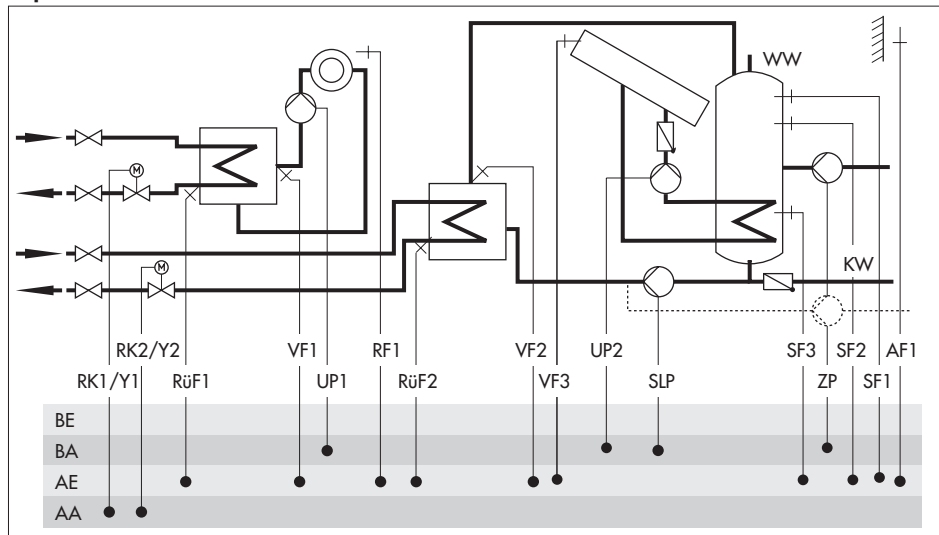 WW
M
KW
M
RK2/Y2 VF1 RF1 VF2 UP2 SF3 SF2 AF1
RK1/Y1 RüF1 UP1 RüF2 VF3 SLP ZP SF1
BE
BA
AE
AA